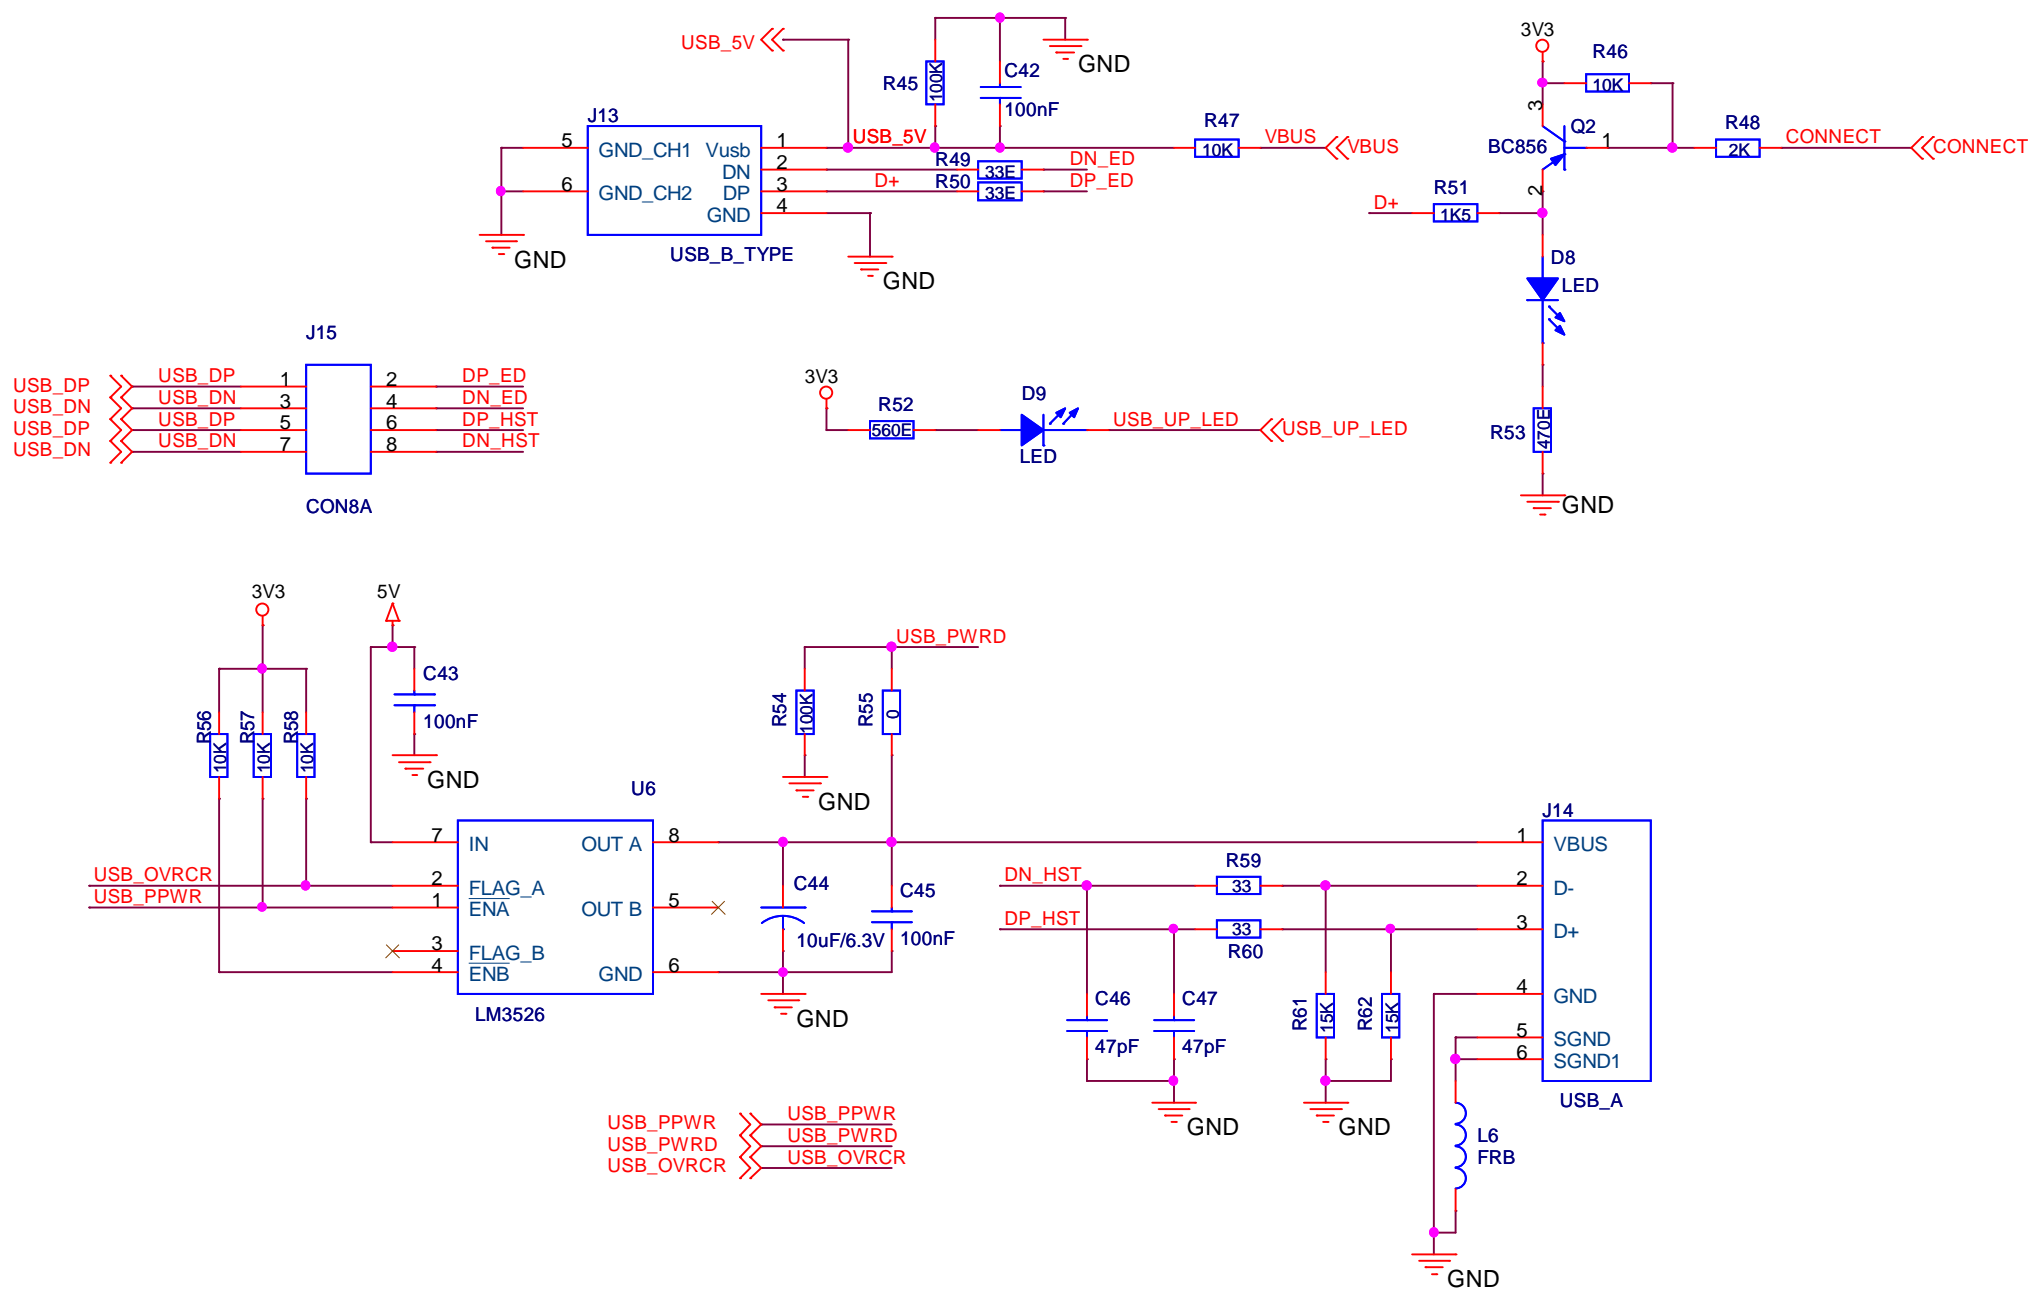 USB_5V
R45
100K
C42
100nF
GND
J13
5
GND_CH1
6
GND_CH2
Vusb
DN
DP
GND
1
2
3
4
USB_B_TYPE
GND
GND
USB_5V
D+
R49
33E
R50
33E
DN_ED
DP_ED
R47
10K
VBUS
VBUS
3V3
R46
10K
3
Q2
BC856
1
2
R48
2K
CONNECT
CONNECT
D+
R51
1K5
D8
LED
R53
470E
GND
J15
USB_DP
USB_DP
1
2
DP_ED
USB_DN
USB_DN
3
4
DN_ED
USB_DP
USB_DP
5
6
DP_HST
USB_DN
USB_DN
7
8
DN_HST
CON8A
3V3
R52
560E
D9
LED
USB_UP_LED
USB_UP_LED
3V3
5V
C43
100nF
GND
R56
10K
R57
10K
R58
10K
USB_PWRD
R54
100K
R55
0
GND
U6
7
IN
OUT A
8
USB_OVRCR
2
FLAG_A
USB_PPWR
1
ENA
OUT B
5
3
FLAG_B
4
ENB
GND
6
LM3526
C44
10uF/6.3V
C45
100nF
GND
DN_HST
R59
33
DP_HST
33
R60
C46
47pF
C47
47pF
GND
R61
15K
R62
15K
GND
J14
1
VBUS
2
D-
3
D+
4
GND
5
SGND
6
SGND1
USB_A
L6
FRB
GND
USB_PPWR
USB_PPWR
USB_PWRD
USB_PWRD
USB_OVRCR
USB_OVRCR